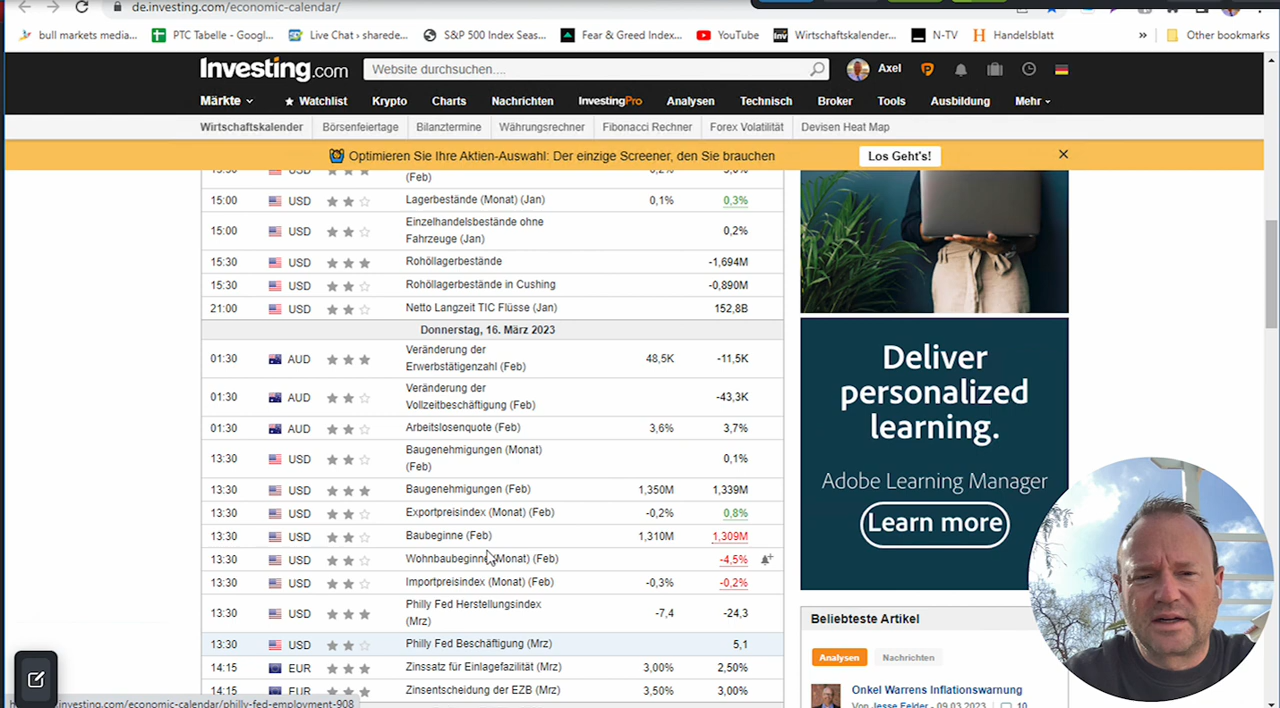 de.investing.com/economic-calendar/
bull markets media... PTC Tabelle - Googl... Live Chat › sharede... S&P 500 Index Seas... Fear & Greed Index... YouTube Wirtschaftskalender... N-TV Handelsblatt » Other bookmarks
Investing.com Website durchsuchen.... Axel
Märkte Watchlist Krypto Charts Nachrichten InvestingPro Analysen Technisch Broker Tools Ausbildung Mehr
Wirtschaftskalender Börsenfeiertage Bilanztermine Währungsrechner Fibonacci Rechner Forex Volatilität Devisen Heat Map
Optimieren Sie Ihre Aktien-Auswahl: Der einzige Screener, den Sie brauchen Los Geht's!
(Feb)
15:00 USD Lagerbestände (Monat) (Jan) 0,1% 0,3%
15:00 USD Einzelhandelsbestände ohne
Fahrzeuge (Jan) 0,2%
15:30 USD Rohöllagerbestände -1,694M
15:30 USD Rohöllagerbestände in Cushing -0,890M
21:00 USD Netto Langzeit TIC Flüsse (Jan) 152,8B
Donnerstag, 16. März 2023
01:30 AUD Veränderung der
Erwerbstätigenzahl (Feb) 48,5K -11,5K
01:30 AUD Veränderung der
Vollzeitbeschäftigung (Feb) -43,3K
01:30 AUD Arbeitslosenquote (Feb) 3,6% 3,7%
13:30 USD Baugenehmigungen (Monat)
(Feb) 0,1%
13:30 USD Baugenehmigungen (Feb) 1,350M 1,339M
13:30 USD Exportpreisindex (Monat) (Feb) -0,2% 0,8%
13:30 USD Baubeginne (Feb) 1,310M 1,309M
13:30 USD Wohnbaubeginne (Monat) (Feb) -4,5%
13:30 USD Importpreisindex (Monat) (Feb) -0,3% -0,2%
13:30 USD Philly Fed Herstellungsindex
(Mrz) -7,4 -24,3
13:30 USD Philly Fed Beschäftigung (Mrz) 5,1
14:15 EUR Zinssatz für Einlagefazilität (Mrz) 3,00% 2,50%
14:15 EUR Zinsentscheidung der EZB (Mrz) 3,50% 3,00%
.investing.com/economic-calendar/philly-fed-employment-908
Deliver
personalized
learning.
Adobe Learning Manager
Learn more
Beliebteste Artikel
Analysen Nachrichten
Onkel Warrens Inflationswarnung
Von Jesse Felder - 09.03.2023 10